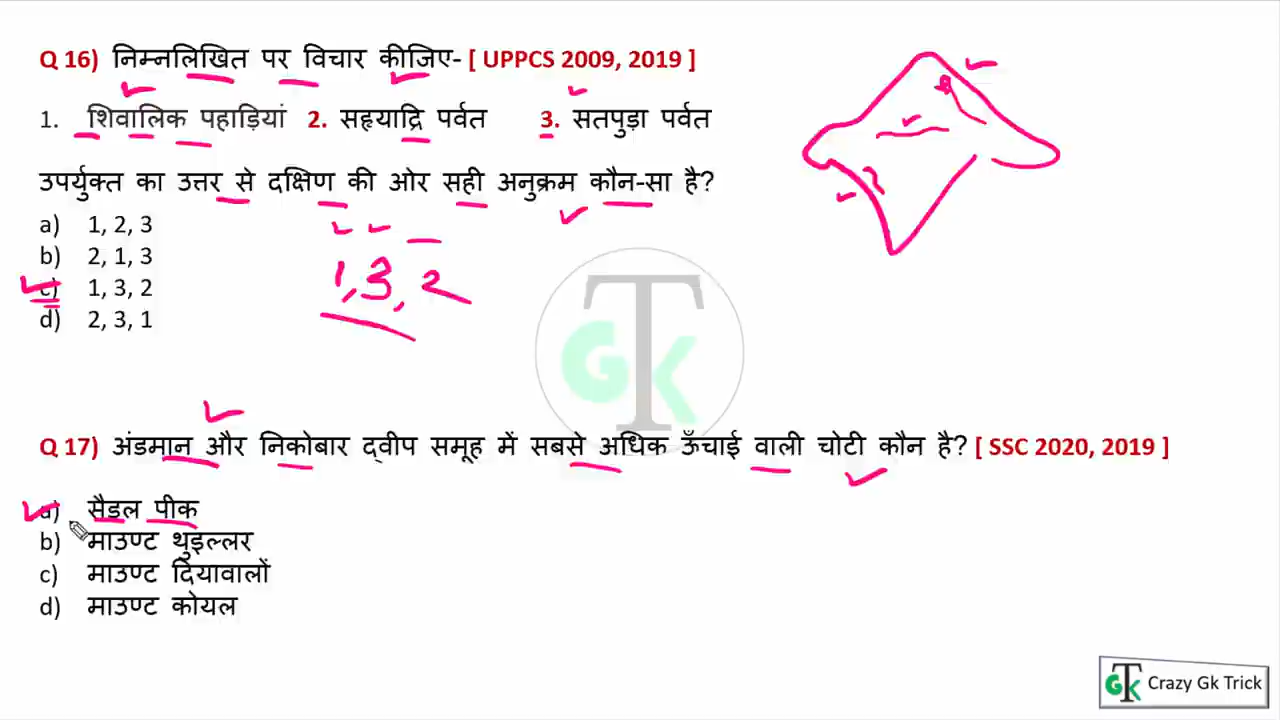 Q 16) निम्नलिखित पर विचार कीजिए- [ UPPCS 2009, 2019 ]
1. शिवालिक पहाड़ियां 2. सहृयाद्रि पर्वत 3. सतपुड़ा पर्वत
उपर्युक्त का उत्तर से दक्षिण की ओर सही अनुक्रम कौन-सा है?
a) 1, 2, 3
b) 2, 1, 3
c) 1, 3, 2
d) 2, 3, 1
1, 3, 2
GTK
Q 17) अंडमान और निकोबार द्वीप समूह में सबसे अधिक ऊँचाई वाली चोटी कौन है? [ SSC 2020, 2019 ]
a) सैडल पीक
b) माउण्ट थुइल्लर
c) माउण्ट दियावालों
d) माउण्ट कोयल
GTK Crazy Gk Trick